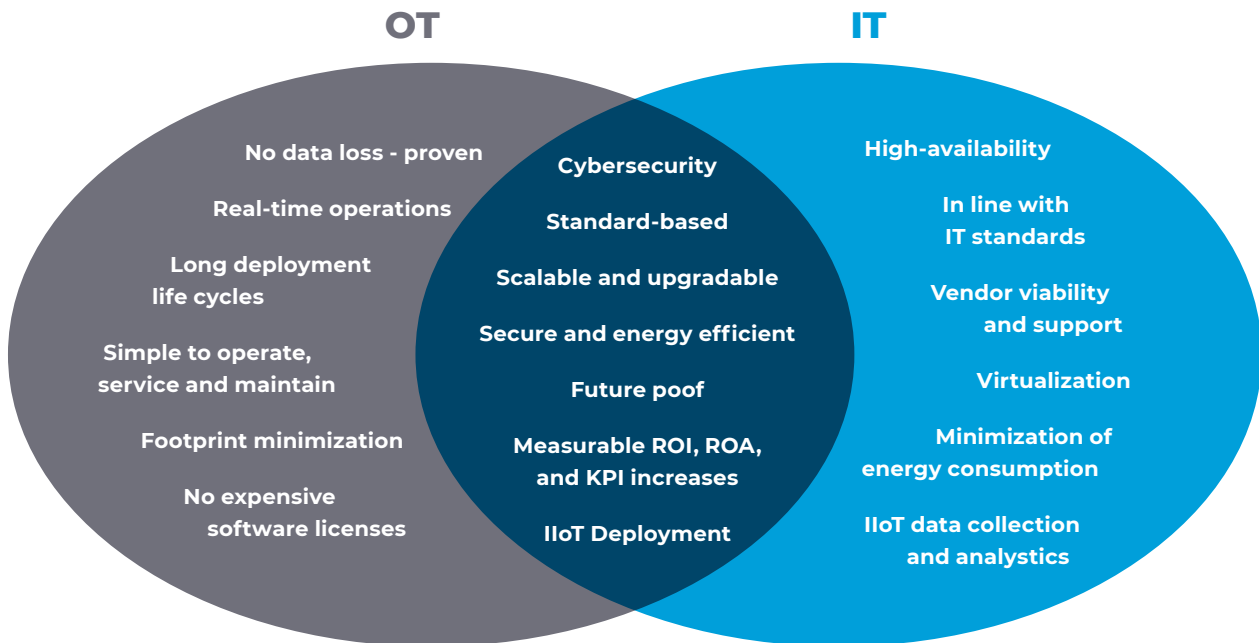 OT
IT
No data loss - proven
Real-time operations
Long deployment
life cycles
Simple to operate,
service and maintain
Footprint minimization
No expensive
software licenses
Cybersecurity
Standard-based
Scalable and upgradable
Secure and energy efficient
Future poof
Measurable ROI, ROA,
and KPI increases
IIoT Deployment
High-availability
In line with
IT standards
Vendor viability
and support
Virtualization
Minimization of
energy consumption
IIoT data collection
and analystics